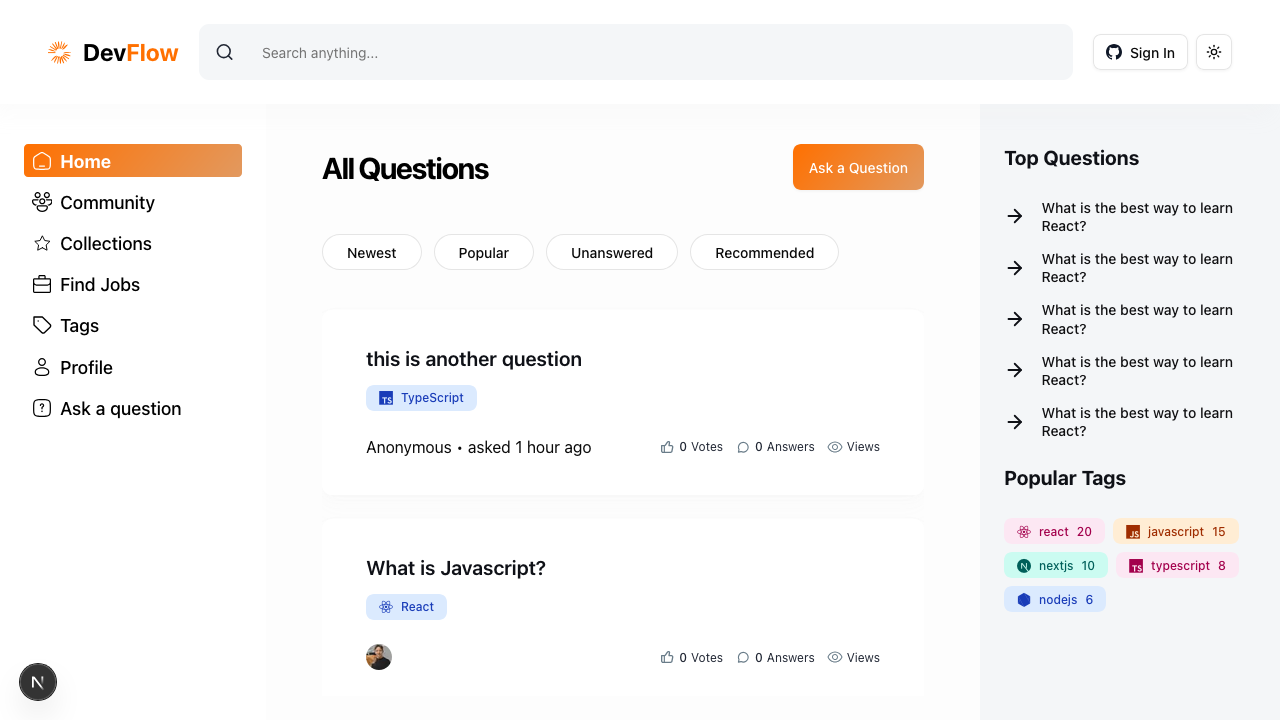 DevFlow
Search anything...
Sign In
Home
Community
Collections
Find Jobs
Tags
Profile
Ask a question
N
All Questions
Ask a Question
Newest
Popular
Unanswered
Recommended
this is another question
TS TypeScript
Anonymous • asked 1 hour ago
0 Votes
0 Answers
Views
What is Javascript?
React
0 Votes
0 Answers
Views
Top Questions
What is the best way to learn
React?
What is the best way to learn
React?
What is the best way to learn
React?
What is the best way to learn
React?
What is the best way to learn
React?
Popular Tags
react 20
JS javascript 15
N nextjs 10
TS typescript 8
nodejs 6